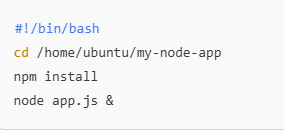 #!/bin/bash
cd /home/ubuntu/my-node-app
npm install
node app.js &